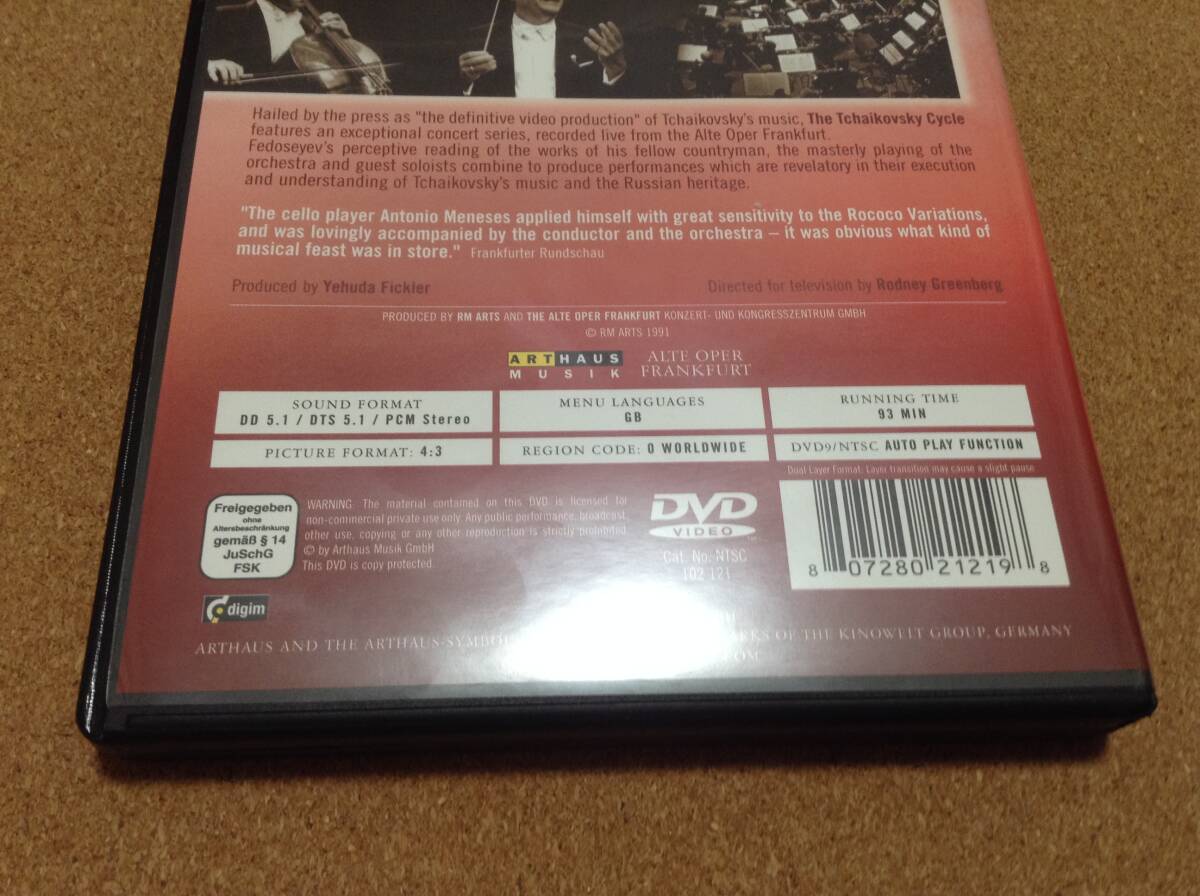 Hailed by the press as "the definitive video production" of Tchaikovsky's music, The Tchaikovsky Cycle
features an exceptional concert series, recorded live from the Alte Oper Frankfurt.
Fedoseyev's perceptive reading of the works of his fellow countryman, the masterly playing of the
orchestra and guest soloists combine to produce performances which are revelatory in their execution
and understanding of Tchaikovsky's music and the Russian heritage.
"The cello player Antonio Meneses applied himself with great sensitivity to the Rococo Variations,
and was lovingly accompanied by the conductor and the orchestra – it was obvious what kind of
musical feast was in store." Frankfurter Rundschau
Produced by Yehuda Fickler
Directed for television by Rodney Greenberg
PRODUCED BY RM ARTS AND THE ALTE OPER FRANKFURT KONZERT- UND KONGRESSZENTRUM GMBH
© RM ARTS 1991
ARTHAUS
MUSIK
ALTE OPER
FRANKFURT
SOUND FORMAT
DD 5.1 / DTS 5.1 / PCM Stereo
MENU LANGUAGES
GB
RUNNING TIME
93 MIN
PICTURE FORMAT: 4:3
REGION CODE: 0 WORLDWIDE
DVD9/NTSC AUTO PLAY FUNCTION
Dual Layer Format: Layer transition may cause a slight pause
Freigegeben
ohne
Altersbeschränkung
gemäß § 14
JuSchG
FSK
WARNING The material contained on this DVD is licensed for
non-commercial private use only. Any public performance, broadcast,
other use, copying or any other reproduction is strictly prohibited.
© by Arthaus Musik GmbH
This DVD is copy protected.
DVD
VIDEO
TM
Cat. No. NTSC
102 121
8 07280 21219 8
digim
ARTHAUS AND THE ARTHAUS-SYMBOL OF THE KINOWELT GROUP, GERMANY